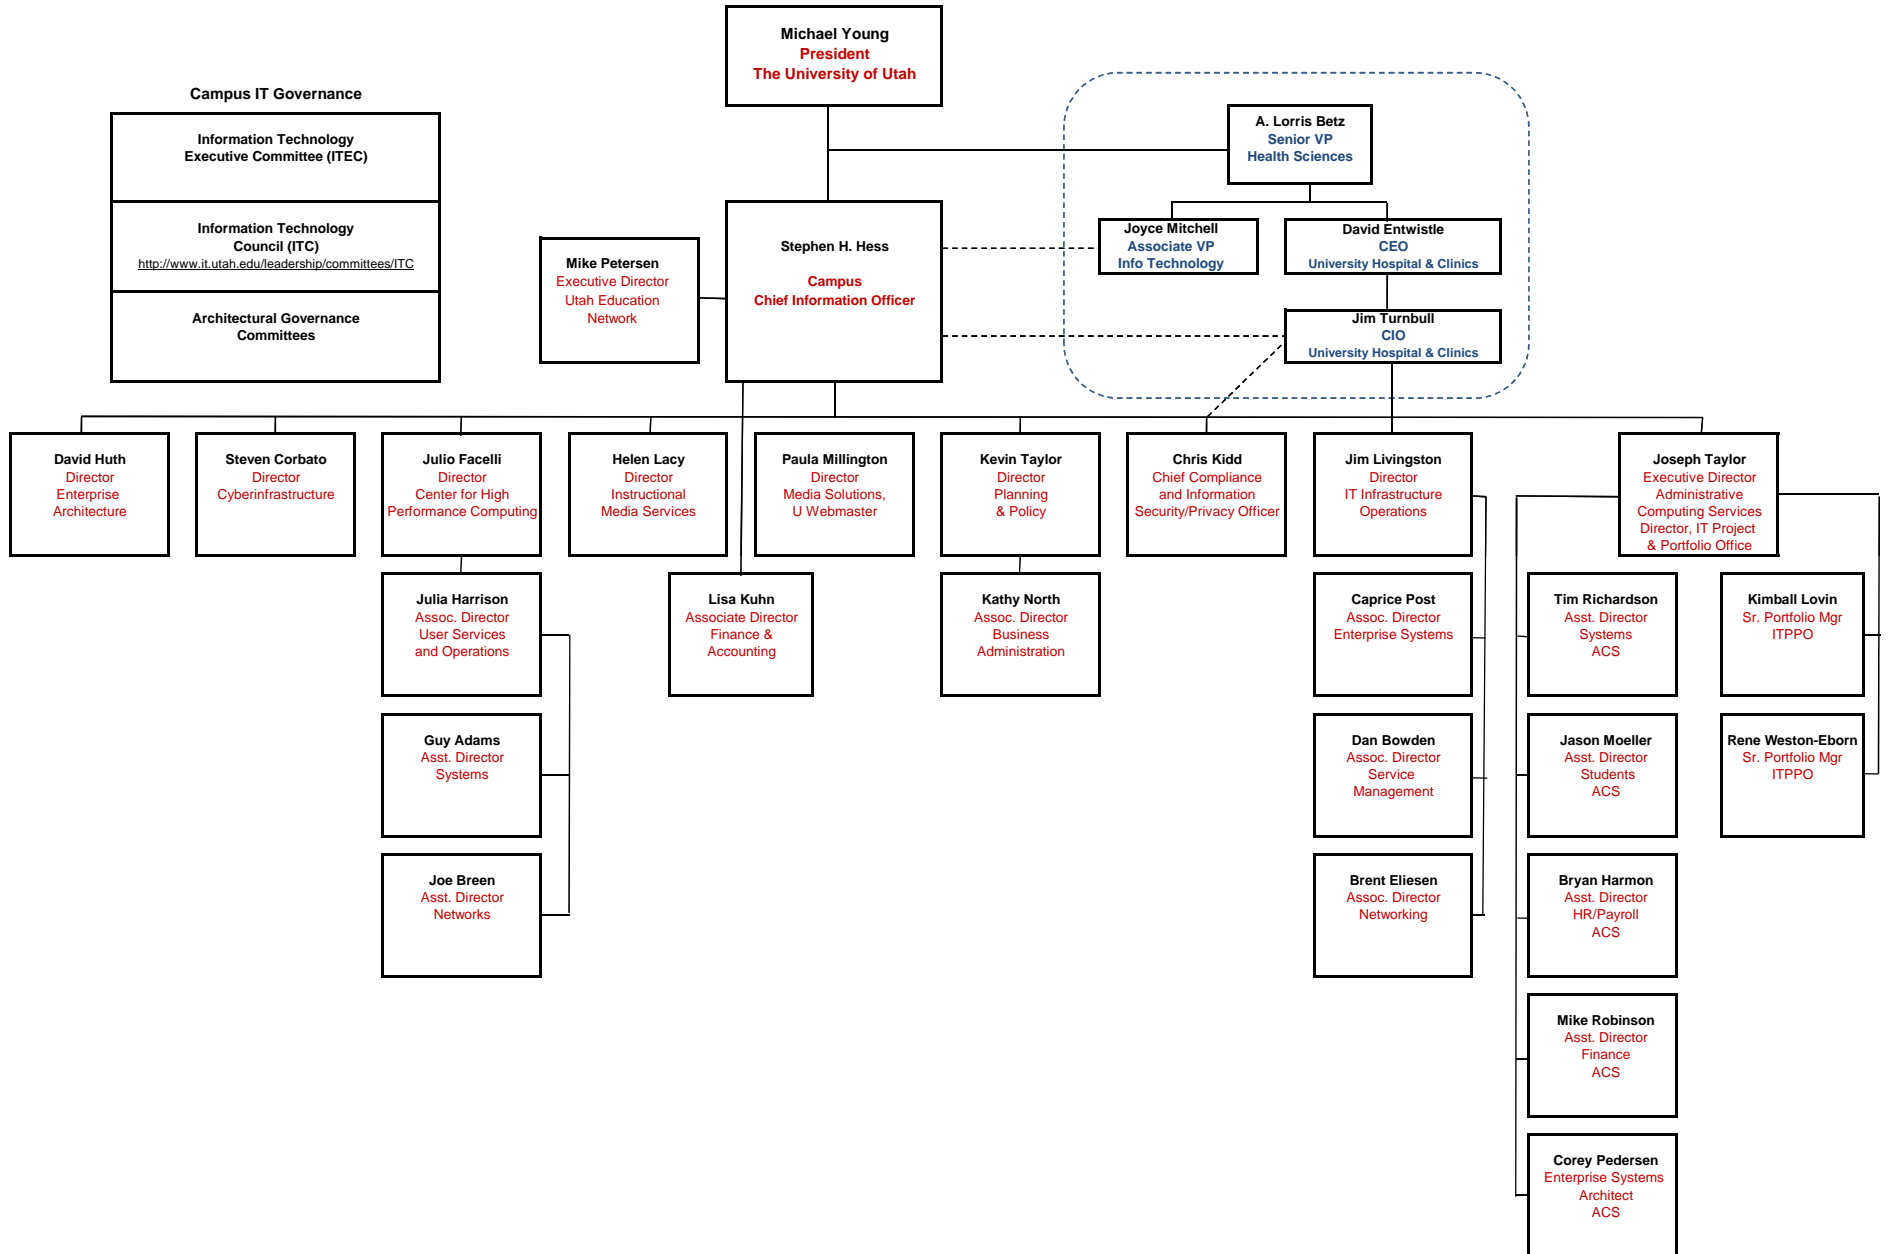 Michael Young
President
The University of Utah
Campus IT Governance
Information Technology
Executive Committee (ITEC)
Information Technology
Council (ITC)
http://www.it.utah.edu/leadership/committees/ITC
Architectural Governance
Committees
A. Lorris Betz
Senior VP
Health Sciences
Joyce Mitchell
Associate VP
Info Technology
David Entwistle
CEO
University Hospital & Clinics
Jim Turnbull
CIO
University Hospital & Clinics
Stephen H. Hess
Campus
Chief Information Officer
Mike Petersen
Executive Director
Utah Education
Network
David Huth
Director
Enterprise
Architecture
Steven Corbato
Director
Cyberinfrastructure
Julio Facelli
Director
Center for High
Performance Computing
Helen Lacy
Director
Instructional
Media Services
Paula Millington
Director
Media Solutions,
U Webmaster
Kevin Taylor
Director
Planning
& Policy
Chris Kidd
Chief Compliance
and Information
Security/Privacy Officer
Jim Livingston
Director
IT Infrastructure
Operations
Joseph Taylor
Executive Director
Administrative
Computing Services
Director, IT Project
& Portfolio Office
Julia Harrison
Assoc. Director
User Services
and Operations
Lisa Kuhn
Associate Director
Finance &
Accounting
Kathy North
Assoc. Director
Business
Administration
Caprice Post
Assoc. Director
Enterprise Systems
Tim Richardson
Asst. Director
Systems
ACS
Kimball Lovin
Sr. Portfolio Mgr
ITPPO
Guy Adams
Asst. Director
Systems
Dan Bowden
Assoc. Director
Service
Management
Jason Moeller
Asst. Director
Students
ACS
Rene Weston-Eborn
Sr. Portfolio Mgr
ITPPO
Joe Breen
Asst. Director
Networks
Brent Eliesen
Assoc. Director
Networking
Bryan Harmon
Asst. Director
HR/Payroll
ACS
Mike Robinson
Asst. Director
Finance
ACS
Corey Pedersen
Enterprise Systems
Architect
ACS